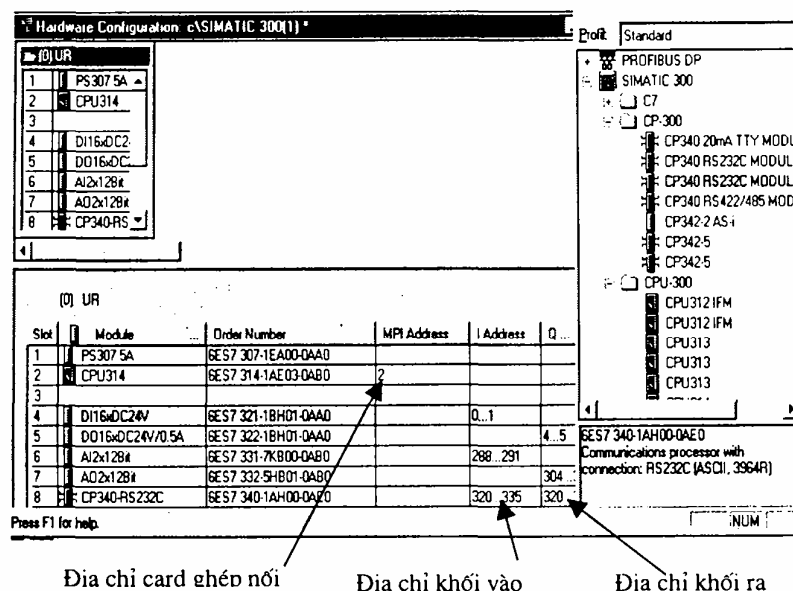 Hardware Configuration: c\SIMATIC 300(1) *
(0) UR
1 PS307 5A
2 CPU314
3
4 DI16xDC2
5 DO16xDC
6 AI2x12Bit
7 AO2x12Bit
8 CP340-RS
Profil: Standard
PROFIBUS DP
SIMATIC 300
C7
CP-300
CP340 20mA TTY MODU
CP340 RS232C MODUL
CP340 RS232C MODUL
CP340 RS422/485 MOD
CP342-2 AS-i
CP342-5
CP342-5
CPU-300
CPU312 IFM
CPU312 IFM
CPU313
CPU313
CPU313
(0) UR
Slot Module ... Order Number MPI Address I Address Q ...
1 PS307 5A 6ES7 307-1EA00-0AA0
2 CPU314 6ES7 314-1AE03-0AB0 2
3
4 DI16xDC24V 6ES7 321-1BH01-0AA0 0...1
5 DO16xDC24V/0.5A 6ES7 322-1BH01-0AA0 4...5
6 AI2x12Bit 6ES7 331-7KB00-0AB0 288...291
7 AO2x12Bit 6ES7 332-5HB01-0AB0 304
8 CP340-RS232C 6ES7 340-1AH00-0AE0 320...335 320
6ES7 340-1AH00-0AE0
Communications processor with
connection: RS232C (ASCII, 3964R)
Press F1 for help.
NUM
Địa chỉ card ghép nối
Địa chỉ khối vào
Địa chỉ khối ra